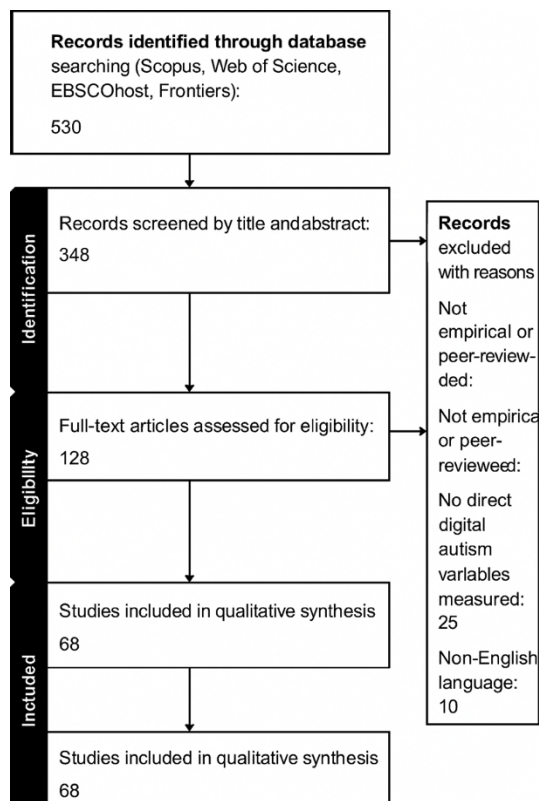 Records identified through database
searching (Scopus, Web of Science,
EBSCOhost, Frontiers):
530
Identification
Records screened by title andabstract:
348
Records
excluded
with reasons
Not
empirical or
peer-review-
ded:
Not empirica
or peer-
revieweed:
No direct
digital
autism
varlables
measured:
25
Non-English
language:
10
Eligibility
Full-text articles assessed for eligibility:
128
Included
Studies included in qualitative synthesis
68
Studies included in qualitative synthesis
68